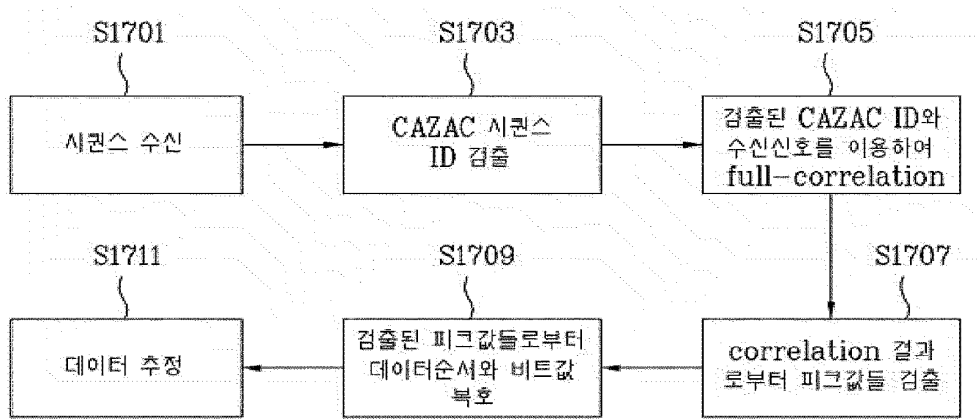 S1701
시퀀스 수신
S1703
CAZAC 시퀀스
ID 검출
S1705
검출된 CAZAC ID와
수신신호를 이용하여
full-correlation
S1707
correlation 결과
로부터 피크값들 검출
S1709
검출된 피크값들로부터
데이터순서와 비트값
복호
S1711
데이터 추정